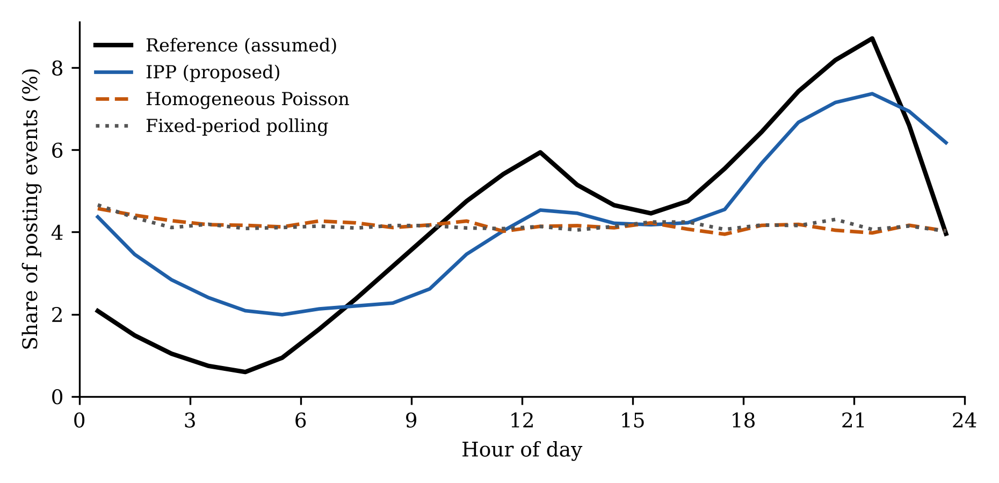 Reference (assumed)
IPP (proposed)
Homogeneous Poisson
Fixed-period polling
Share of posting events (%)
8
6
4
2
0
0 3 6 9 12 15 18 21 24
Hour of day